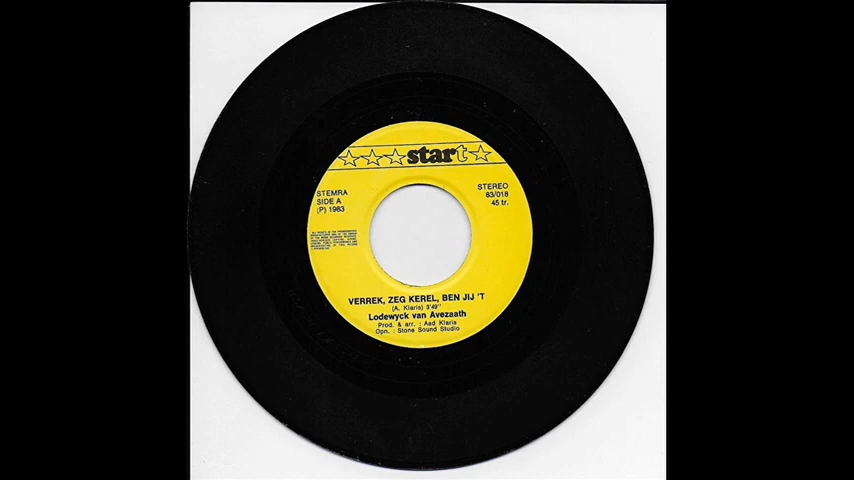 start
STEMRA
SIDE A
(P) 1983
STEREO
83/018
45 tr.
VERREK, ZEG KEREL, BEN JIJ 'T
(A. Klaris) 3'49''
Lodewyck van Avezaath
Prod. & arr. : Aad Klaris
Opn. : Stone Sound Studio